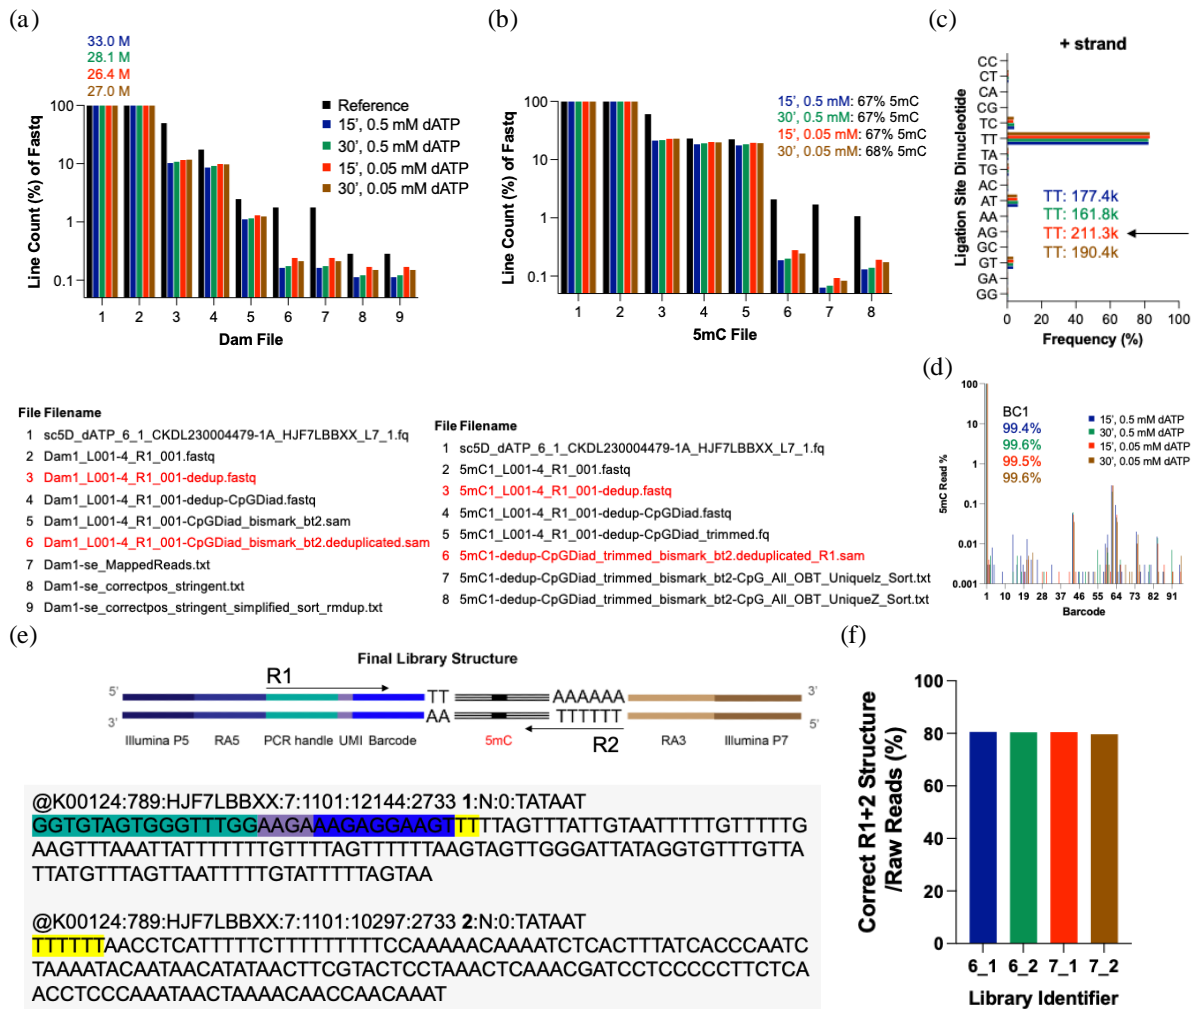 (a)
33.0 M
28.1 M
26.4 M
27.0 M
100
10
1
0.1
Line Count (%) of Fastq
Reference
15', 0.5 mM dATP
30', 0.5 mM dATP
15', 0.05 mM dATP
30', 0.05 mM dATP
1 2 3 4 5 6 7 8 9
Dam File
(b)
100
10
1
0.1
Line Count (%) of Fastq
15', 0.5 mM: 67% 5mC
30', 0.5 mM: 67% 5mC
15', 0.05 mM: 67% 5mC
30', 0.05 mM: 68% 5mC
1 2 3 4 5 6 7 8
5mC File
(c)
+ strand
Ligation Site Dinucleotide
CC
CT
CA
CG
TC
TT
TA
TG
AC
AT
AA
AG
GC
GT
GA
GG
TT: 177.4k
TT: 161.8k
TT: 211.3k
TT: 190.4k
0 20 40 60 80 100
Frequency (%)
File Filename
1 sc5D_dATP_6_1_CKDL230004479-1A_HJF7LBBXX_L7_1.fq
2 Dam1_L001-4_R1_001.fastq
3 Dam1_L001-4_R1_001-dedup.fastq
4 Dam1_L001-4_R1_001-dedup-CpGDiad.fastq
5 Dam1_L001-4_R1_001-CpGDiad_bismark_bt2.sam
6 Dam1_L001-4_R1_001-CpGDiad_bismark_bt2.deduplicated.sam
7 Dam1-se_MappedReads.txt
8 Dam1-se_correctpos_stringent.txt
9 Dam1-se_correctpos_stringent_simplified_sort_rmdup.txt
File Filename
1 sc5D_dATP_6_1_CKDL230004479-1A_HJF7LBBXX_L7_1.fq
2 5mC1_L001-4_R1_001.fastq
3 5mC1_L001-4_R1_001-dedup.fastq
4 5mC1_L001-4_R1_001-dedup-CpGDiad.fastq
5 5mC1_L001-4_R1_001-dedup-CpGDiad_trimmed.fq
6 5mC1-dedup-CpGDiad_trimmed_bismark_bt2.deduplicated_R1.sam
7 5mC1-dedup-CpGDiad_trimmed_bismark_bt2-CpG_All_OBT_Uniquelz_Sort.txt
8 5mC1-dedup-CpGDiad_trimmed_bismark_bt2-CpG_All_OBT_UniqueZ_Sort.txt
(d)
100
10
1
0.1
0.01
0.001
5mC Read %
BC1
99.4%
99.6%
99.5%
99.6%
15', 0.5 mM dATP
30', 0.5 mM dATP
15', 0.05 mM dATP
30', 0.05 mM dATP
1 10 19 28 37 46 55 64 73 82 91
Barcode
(e)
Final Library Structure
R1
5'
TT
AAAAAA
3'
3'
AA
TTTTTT
5'
Illumina P5 RA5 PCR handle UMI Barcode 5mC R2 RA3 Illumina P7
@K00124:789:HJF7LBBXX:7:1101:12144:2733 1:N:0:TATAAT
GGTGTAGTGGGTTTGGAAGAAAGAGGAAGTTTTTAGTTTATTGTAATTTTTGTTTTTG
AAGTTTAAATTATTTTTTTGTTTTAGTTTTTTAAGTAGTTGGGATTATAGGTGTTTGTTA
TTATGTTTAGTTAATTTTTGTATTTTTAGTAA
@K00124:789:HJF7LBBXX:7:1101:10297:2733 2:N:0:TATAAT
TTTTTTAACCTCATTTTTCTTTTTTTTTCCAAAAACAAAATCTCACTTTATCACCCAATC
TAAAATACAATAACATATAACTTCGTACTCCTAAACTCAAACGATCCTCCCCCTTCTCA
ACCTCCCAAATAACTAAAACAACCAACAAAT
(f)
Correct R1+2 Structure
/Raw Reads (%)
100
80
60
40
20
0
6_1 6_2 7_1 7_2
Library Identifier